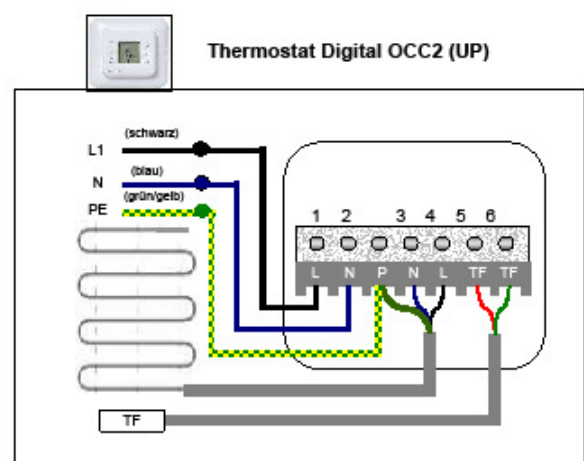 Thermostat Digital OCC2 (UP)
(schwarz)
L1
(blau)
N
(grün/gelb)
PE
1 2 3 4 5 6
L N P N L TF TF
TF